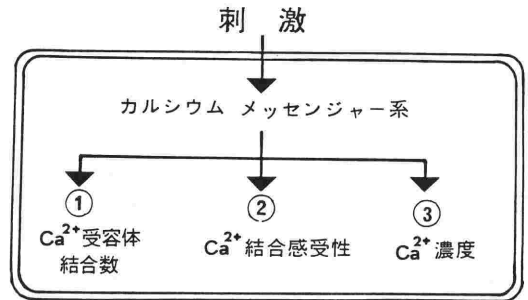 刺激
カルシウム メッセンジャー系
①
Ca²⁺受容体
結合数
②
Ca²⁺結合感受性
③
Ca²⁺濃度